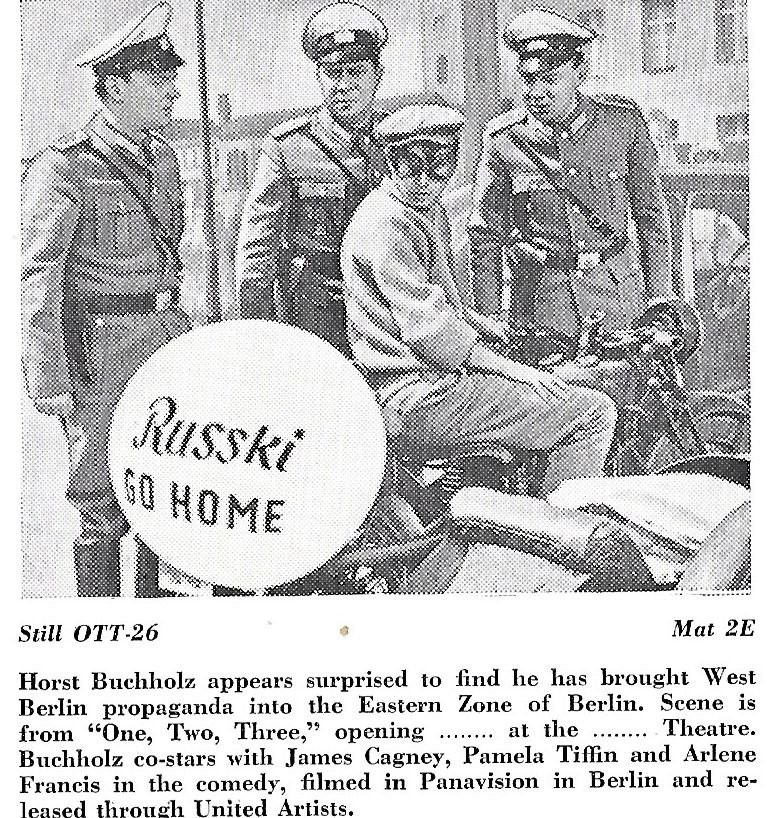 Russki
GO HOME
Still OTT-26
Mat 2E
Horst Buchholz appears surprised to find he has brought West
Berlin propaganda into the Eastern Zone of Berlin. Scene is
from “One, Two, Three,” opening ........ at the ........ Theatre.
Buchholz co-stars with James Cagney, Pamela Tiffin and Arlene
Francis in the comedy, filmed in Panavision in Berlin and re-
leased through United Artists.